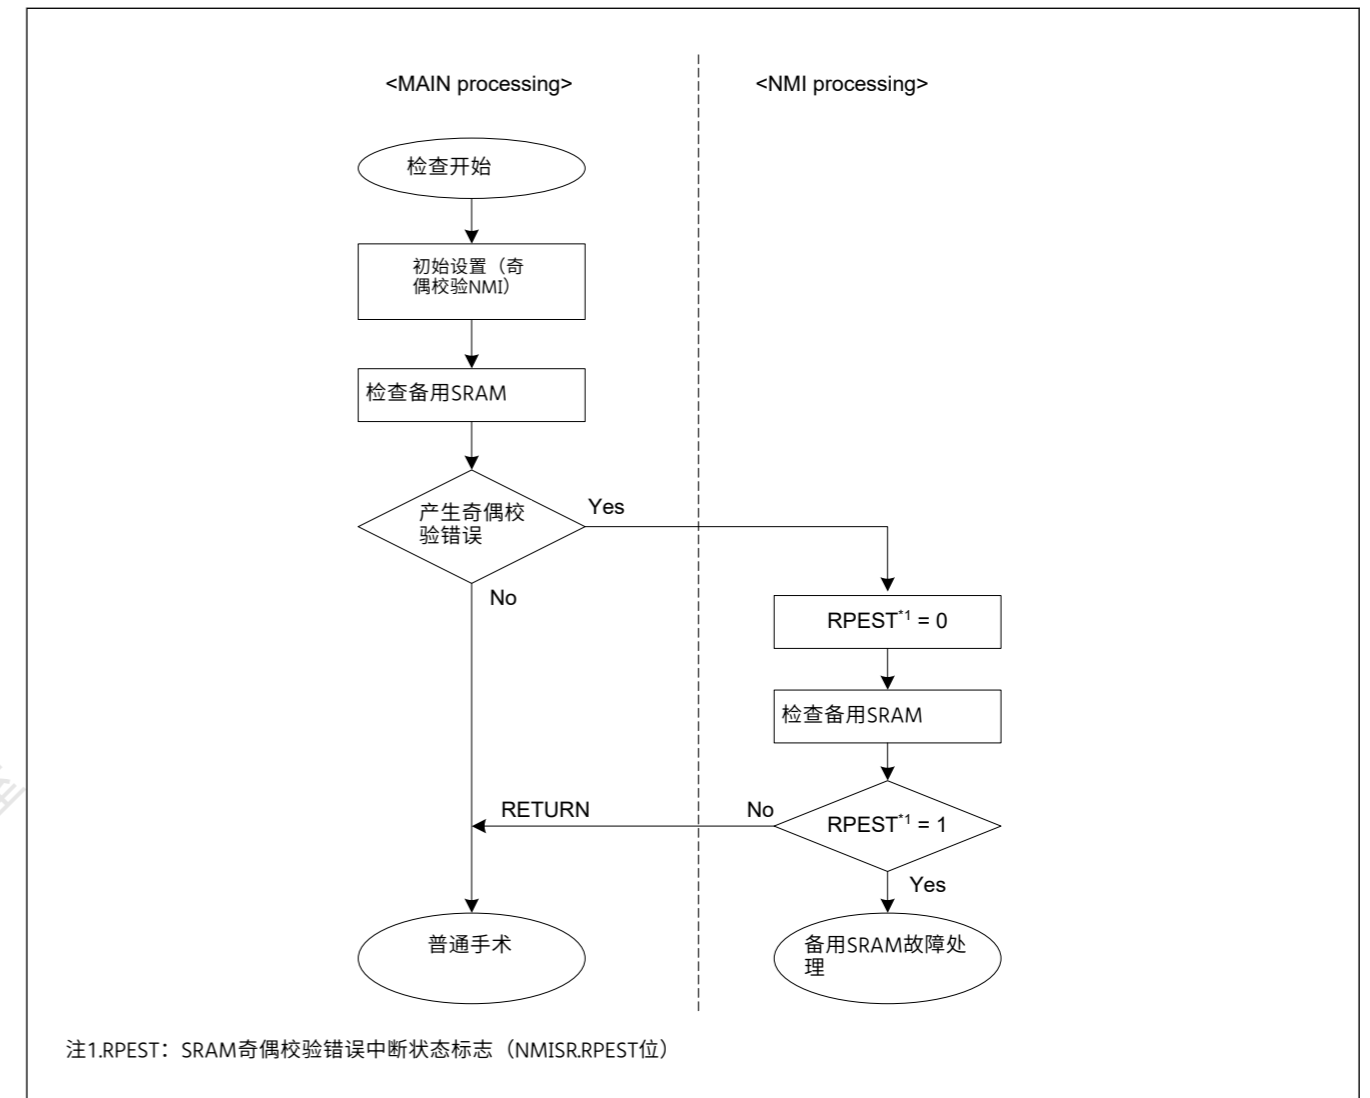 <MAIN processing>
<NMI processing>
检查开始
初始设置（奇
偶校验NMI）
检查备用SRAM
产生奇偶校
验错误
Yes
No
RPEST*1 = 0
检查备用SRAM
RPEST*1 = 1
No
RETURN
Yes
普通手术
备用SRAM故障处
理
注1.RPEST：SRAM奇偶校验错误中断状态标志（NMISR.RPEST位）